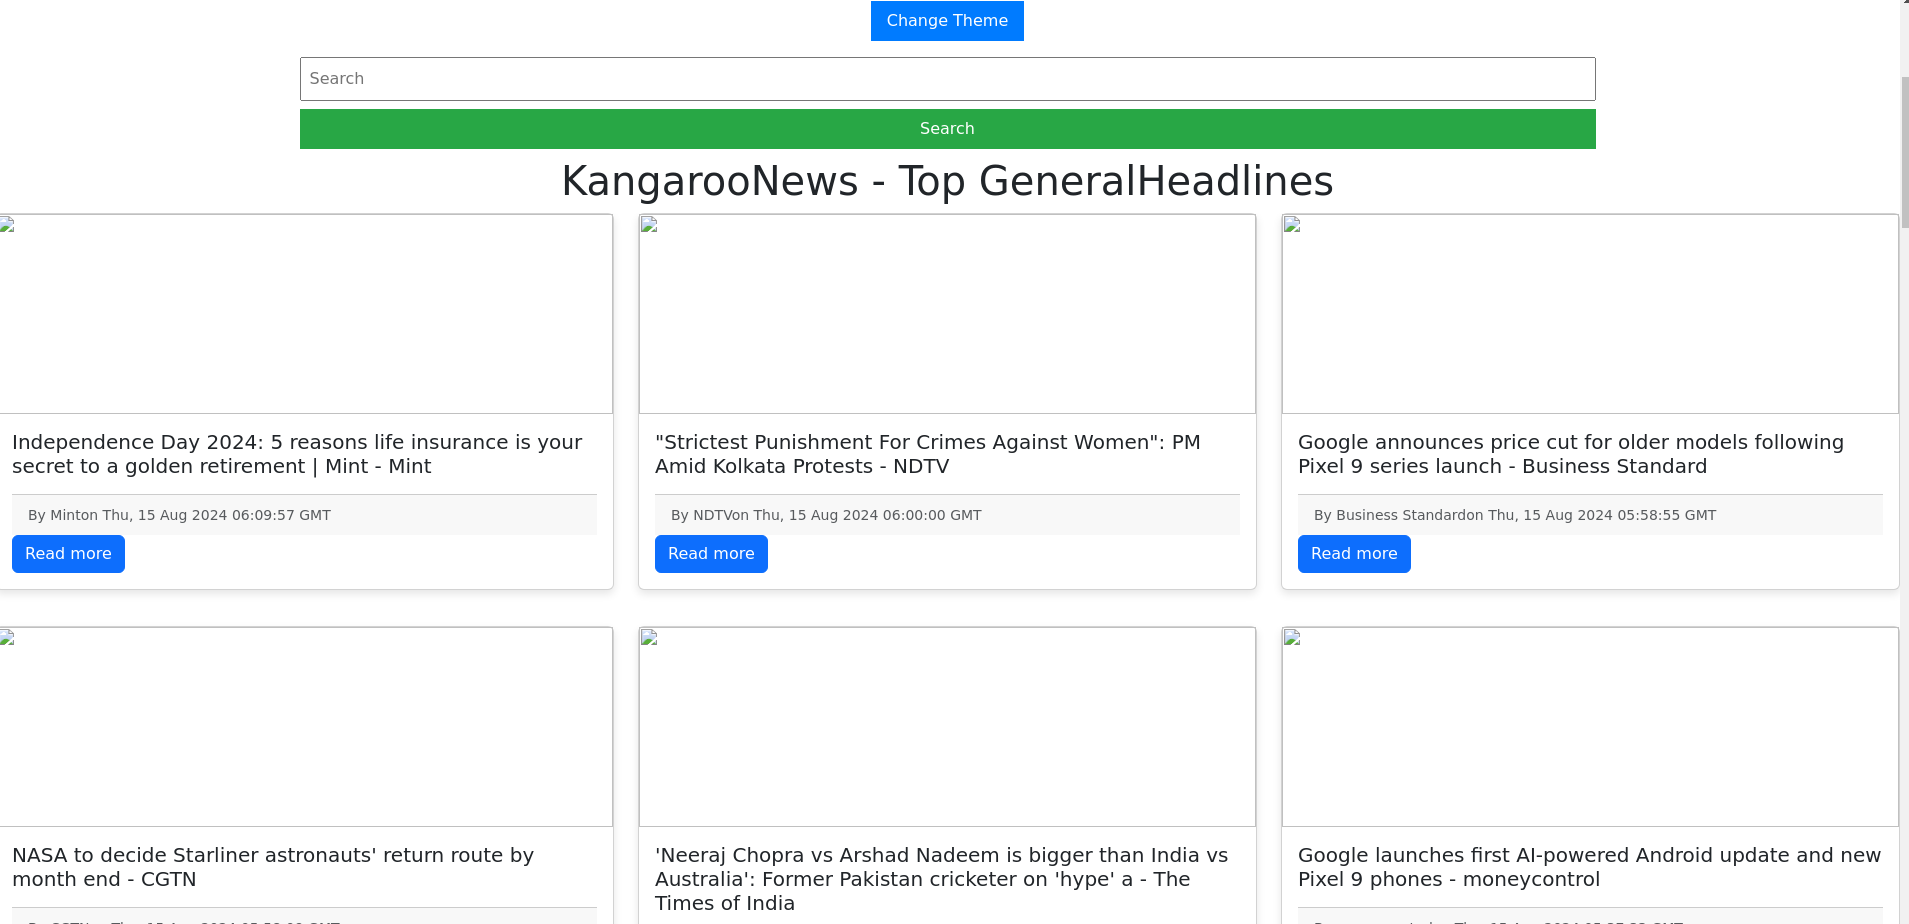 Change Theme
Search
Search
KangarooNews - Top GeneralHeadlines
Independence Day 2024: 5 reasons life insurance is your
secret to a golden retirement | Mint - Mint
By Minton Thu, 15 Aug 2024 06:09:57 GMT
Read more
"Strictest Punishment For Crimes Against Women": PM
Amid Kolkata Protests - NDTV
By NDTVon Thu, 15 Aug 2024 06:00:00 GMT
Read more
Google announces price cut for older models following
Pixel 9 series launch - Business Standard
By Business Standardon Thu, 15 Aug 2024 05:58:55 GMT
Read more
NASA to decide Starliner astronauts' return route by
month end - CGTN
'Neeraj Chopra vs Arshad Nadeem is bigger than India vs
Australia': Former Pakistan cricketer on 'hype' a - The
Times of India
Google launches first AI-powered Android update and new
Pixel 9 phones - moneycontrol